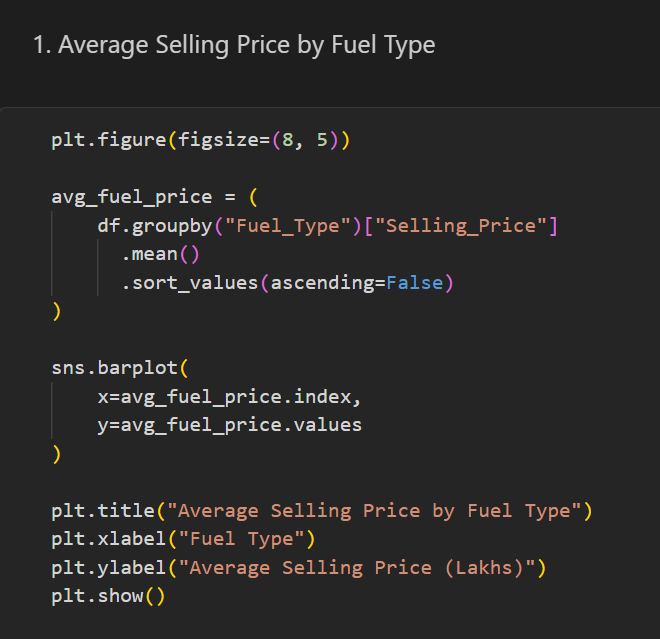 1. Average Selling Price by Fuel Type
plt.figure(figsize=(8, 5))
avg_fuel_price = (
    df.groupby("Fuel_Type")["Selling_Price"]
      .mean()
      .sort_values(ascending=False)
)
sns.barplot(
    x=avg_fuel_price.index,
    y=avg_fuel_price.values
)
plt.title("Average Selling Price by Fuel Type")
plt.xlabel("Fuel Type")
plt.ylabel("Average Selling Price (Lakhs)")
plt.show()